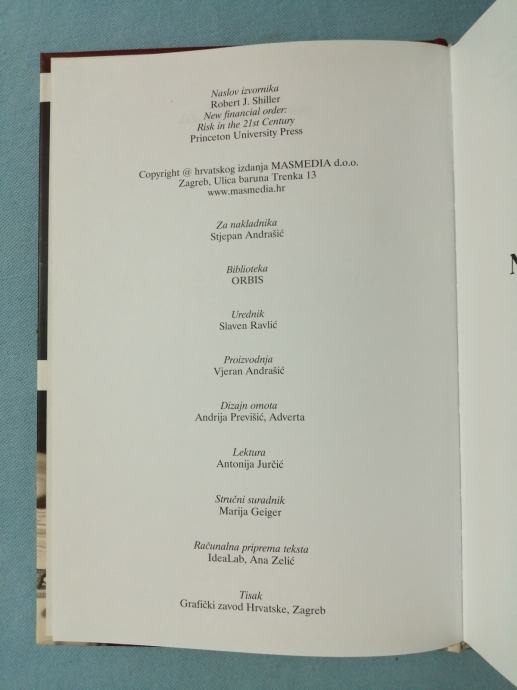 Naslov izvornika
Robert J. Shiller
New financial order:
Risk in the 21st Century
Princeton University Press
Copyright @ hrvatskog izdanja MASMEDIA d.o.o.
Zagreb, Ulica baruna Trenka 13
www.masmedia.hr
Za nakladnika
Stjepan Andrašić
Biblioteka
ORBIS
Urednik
Slaven Ravlić
Proizvodnja
Vjeran Andrašić
Dizajn omota
Andrija Previšić, Adverta
Lektura
Antonija Jurčić
Stručni suradnik
Marija Geiger
Računalna priprema teksta
IdeaLab, Ana Zelić
Tisak
Grafički zavod Hrvatske, Zagreb